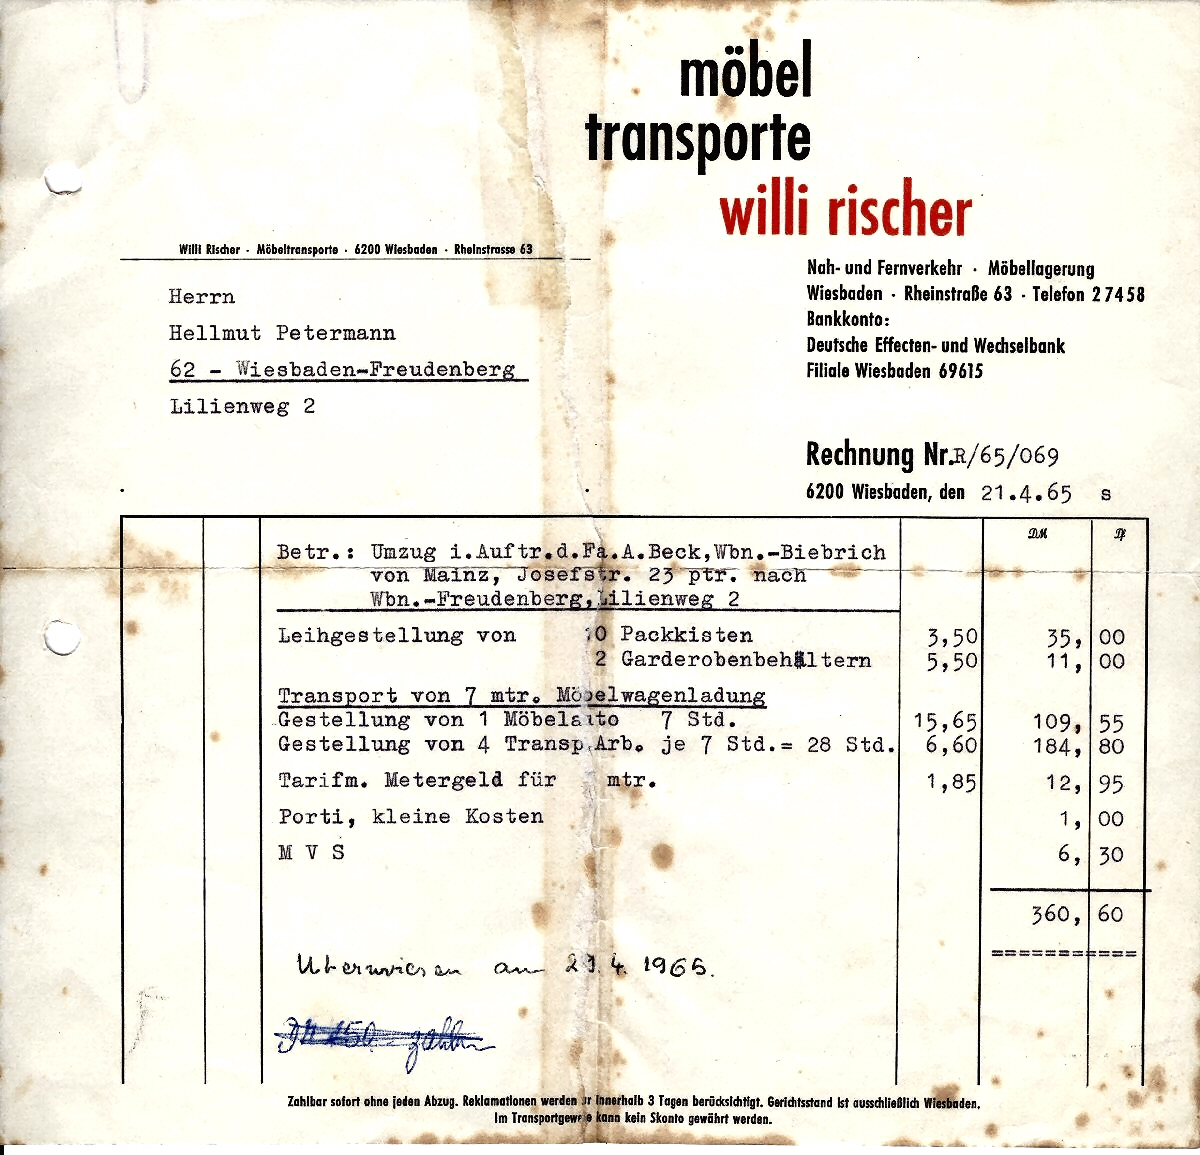 möbel
transporte
willi rischer
Willi Rischer · Möbeltransporte · 6200 Wiesbaden · Rheinstrasse 63
Nah- und Fernverkehr · Möbellagerung
Wiesbaden · Rheinstraße 63 · Telefon 27458
Bankkonto:
Deutsche Effecten- und Wechselbank
Filiale Wiesbaden 69615
Herrn
Hellmut Petermann
62 - Wiesbaden-Freudenberg
Lilienweg 2
Rechnung Nr. R/65/069
6200 Wiesbaden, den 21.4.65 s
DM Pf
Betr.: Umzug i.Auftr.d.Fa.A.Beck,Wbn.-Biebrich
von Mainz, Josefstr. 23 ptr. nach
Wbn.-Freudenberg,Lilienweg 2
Leihgestellung von 10 Packkisten 3,50 35, 00
2 Garderobenbehältern 5,50 11, 00
Transport von 7 mtr. Möbelwagenladung
Gestellung von 1 Möbelauto 7 Std. 15,65 109, 55
Gestellung von 4 Transp.Arb. je 7 Std.= 28 Std. 6,60 184, 80
Tarifm. Metergeld für mtr. 1,85 12, 95
Porti, kleine Kosten 1, 00
M V S 6, 30
360, 60
===========
Überwiesen am 29.4. 1965.
zahlen
Zahlbar sofort ohne jeden Abzug. Reklamationen werden nur innerhalb 3 Tagen berücksichtigt. Gerichtsstand ist ausschließlich Wiesbaden.
Im Transportgewerbe kann kein Skonto gewährt werden.